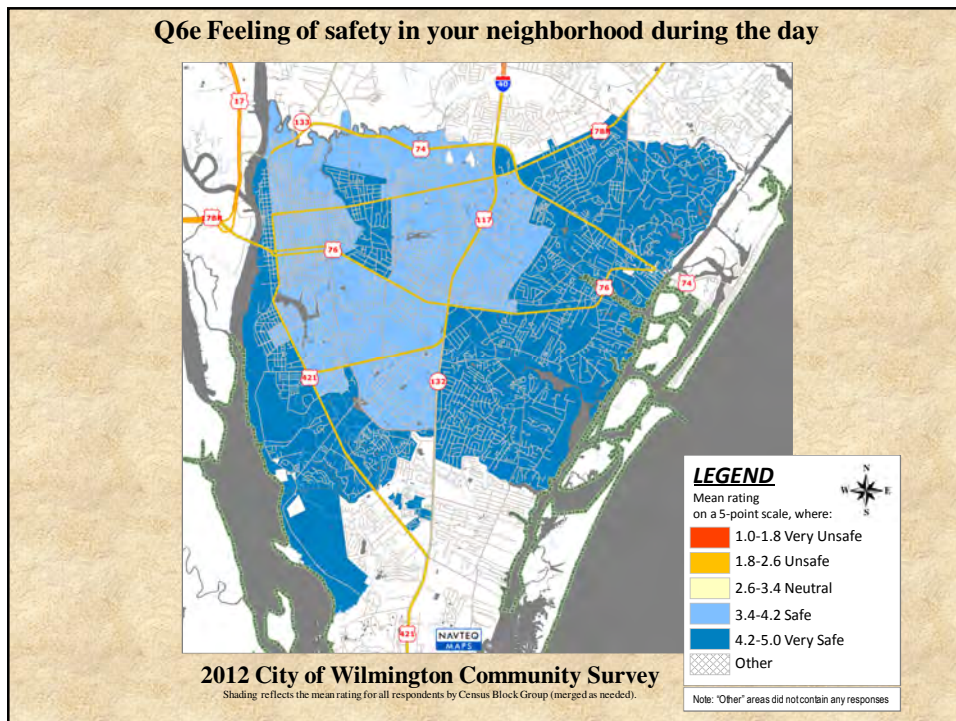 Q6e Feeling of safety in your neighborhood during the day
40
17
133
78B
74
117
78B
76
76
74
421
132
LEGEND
Mean rating
on a 5-point scale, where:
N
W E
S
1.0-1.8 Very Unsafe
1.8-2.6 Unsafe
2.6-3.4 Neutral
3.4-4.2 Safe
4.2-5.0 Very Safe
Other
421
NAVTEQ
MAPS
2012 City of Wilmington Community Survey
Shading reflects the mean rating for all respondents by Census Block Group (merged as needed).
Note: “Other” areas did not contain any responses